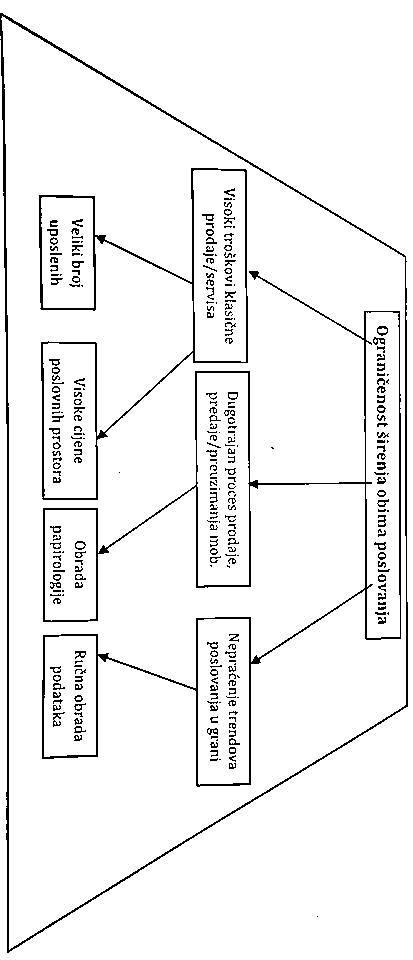 Ograničenost širenja obima poslovanja
Visoki troškovi klasične
prodaje/servisa
Dugotrajan proces prodaje,
predaje/preuzimanja mob.
Nepraćenje trendova
poslovanja u grani
Veliki broj
uposlenih
Visoke cijene
poslovnih prostora
Obrada
papirologije
Ručna obrada
podataka